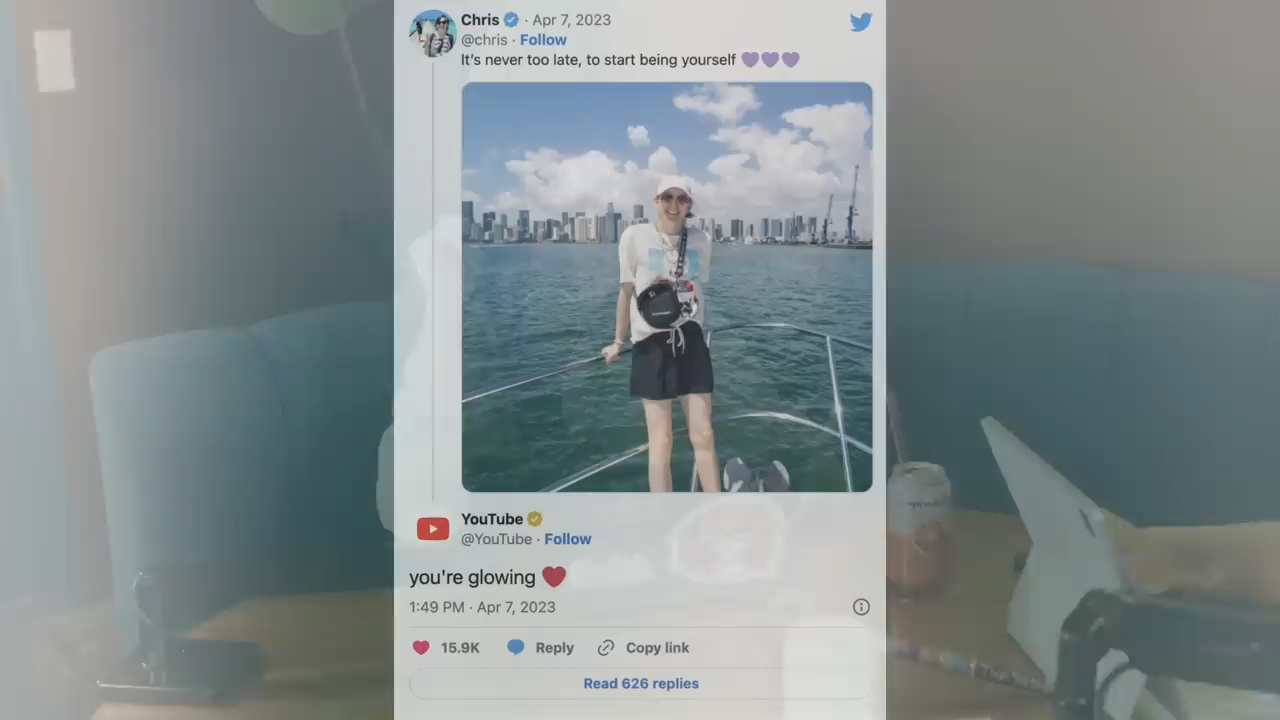 Chris · Apr 7, 2023
@chris · Follow
It's never too late, to start being yourself 💜💜💜
YouTube
@YouTube · Follow
you're glowing ❤️
1:49 PM · Apr 7, 2023
15.9K Reply Copy link
Read 626 replies